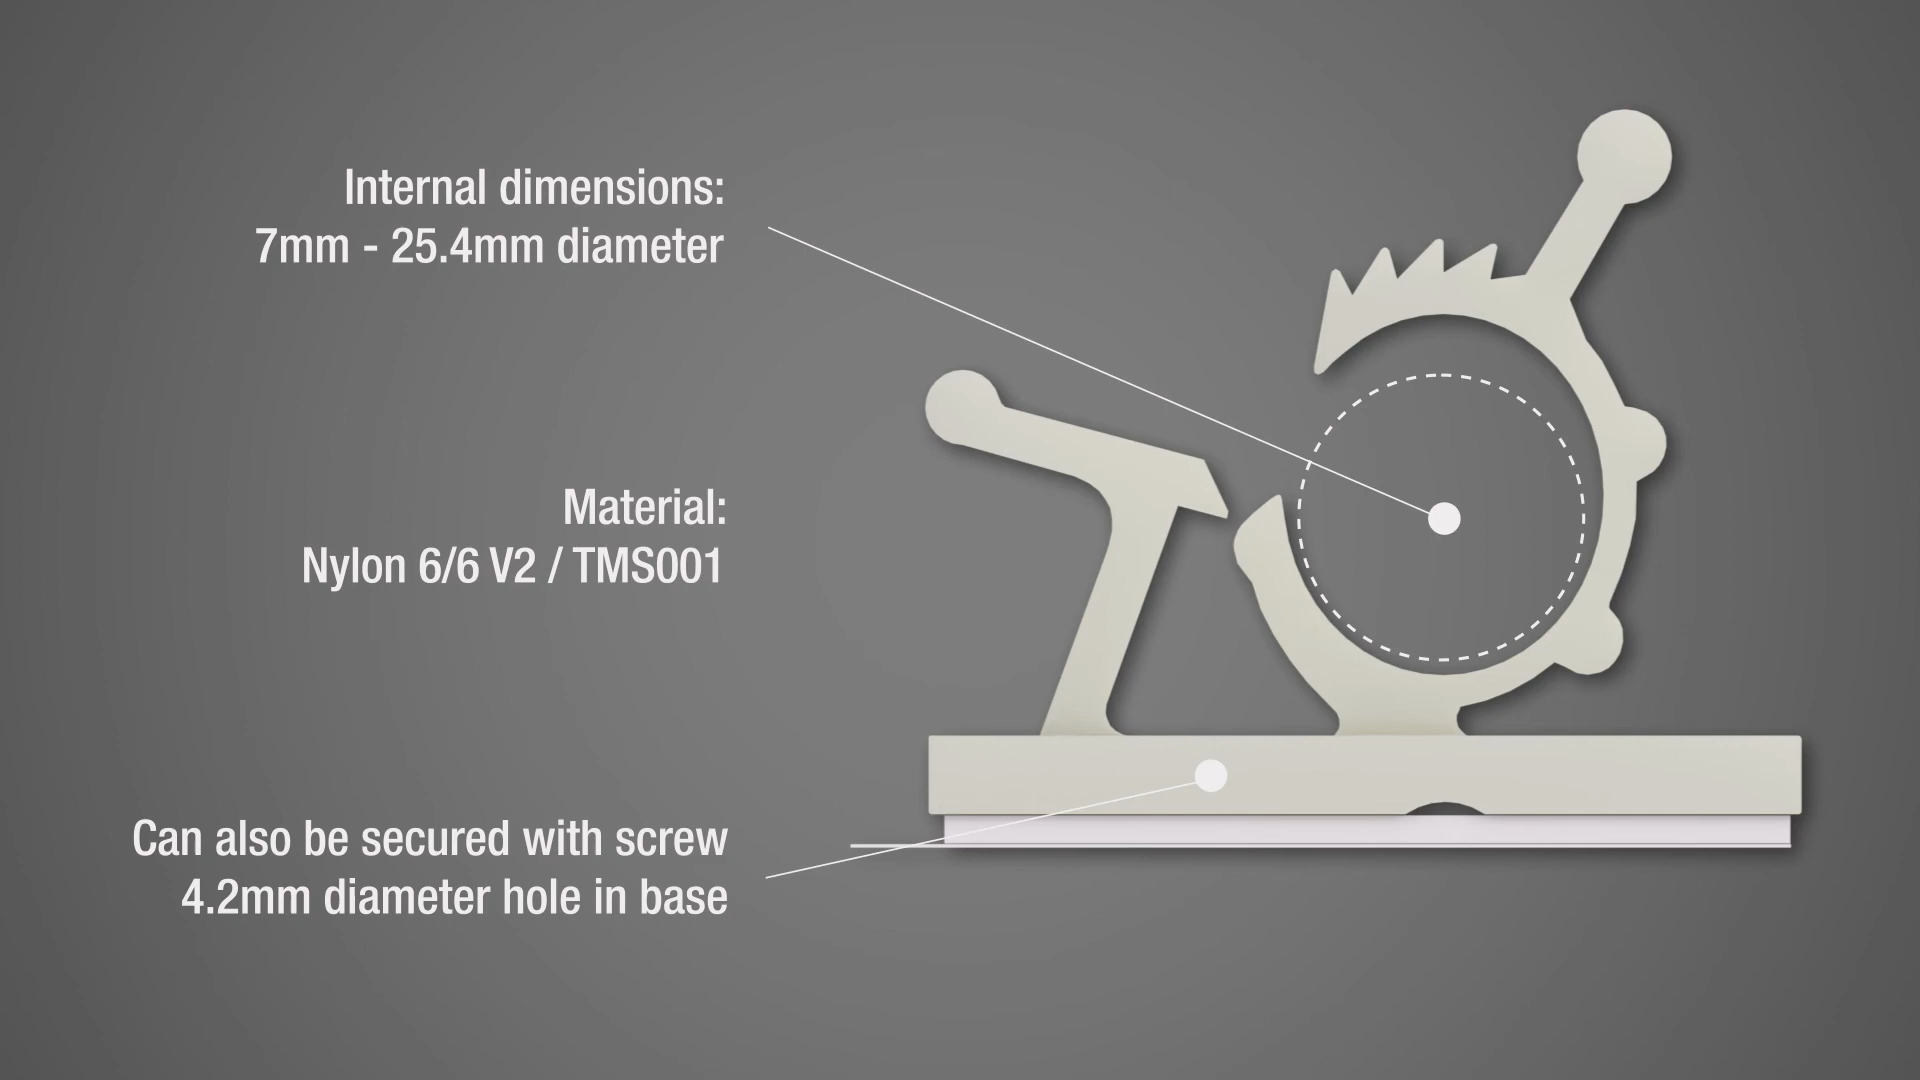 Internal dimensions:
7mm - 25.4mm diameter
Material:
Nylon 6/6 V2 / TMS001
Can also be secured with screw
4.2mm diameter hole in base